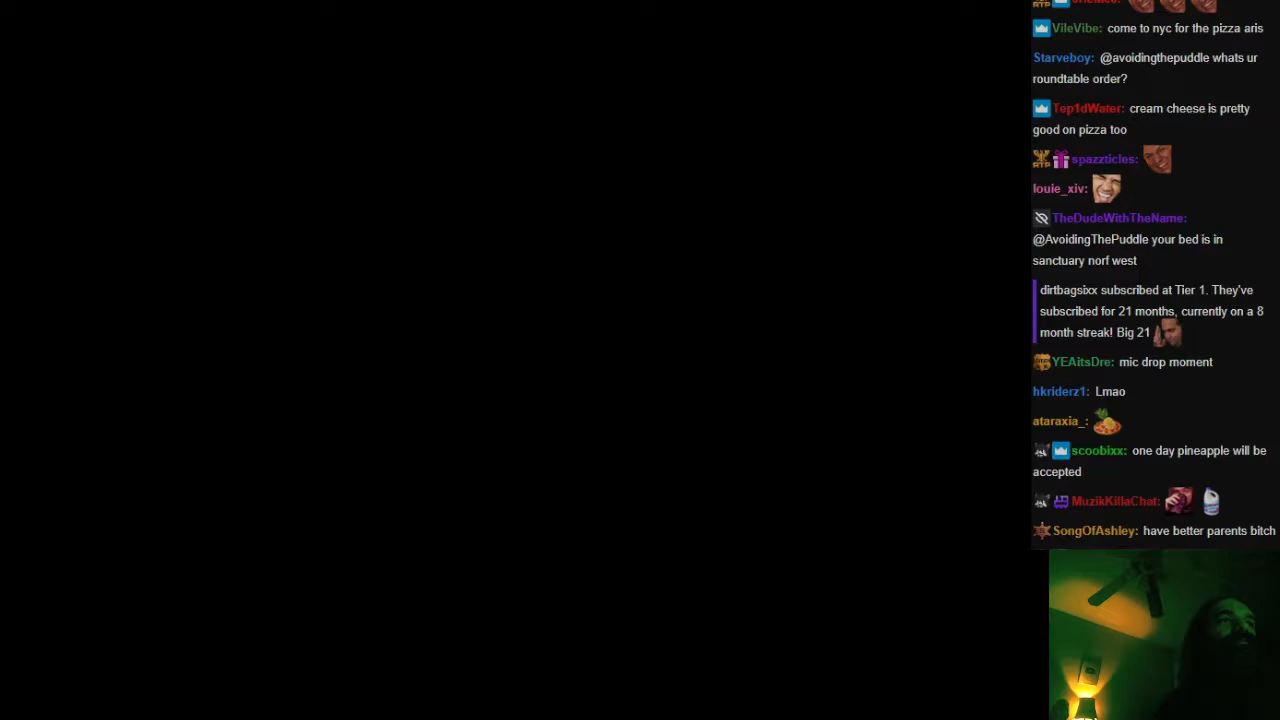 VileVibe: come to nyc for the pizza aris
Starveboy: @avoidingthepuddle whats ur
roundtable order?
Tep1dWater: cream cheese is pretty
good on pizza too
spazzticles:
louie_xiv:
TheDudeWithTheName:
@AvoidingThePuddle your bed is in
sanctuary norf west
dirtbagsixx subscribed at Tier 1. They've
subscribed for 21 months, currently on a 8
month streak! Big 21
YEAitsDre: mic drop moment
hkriderz1: Lmao
ataraxia_:
scoobixx: one day pineapple will be
accepted
MuzikKillaChat:
SongOfAshley: have better parents bitch